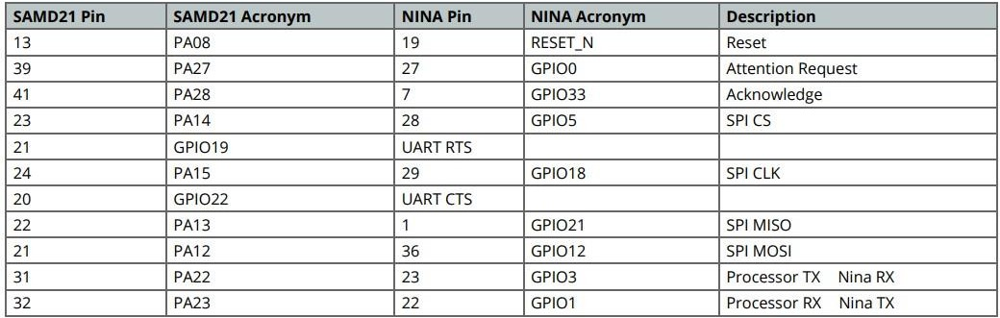 SAMD21 Pin SAMD21 Acronym NINA Pin NINA Acronym Description
13 PA08 19 RESET_N Reset
39 PA27 27 GPIO0 Attention Request
41 PA28 7 GPIO33 Acknowledge
23 PA14 28 GPIO5 SPI CS
21 GPIO19 UART RTS
24 PA15 29 GPIO18 SPI CLK
20 GPIO22 UART CTS
22 PA13 1 GPIO21 SPI MISO
21 PA12 36 GPIO12 SPI MOSI
31 PA22 23 GPIO3 Processor TX Nina RX
32 PA23 22 GPIO1 Processor RX Nina TX